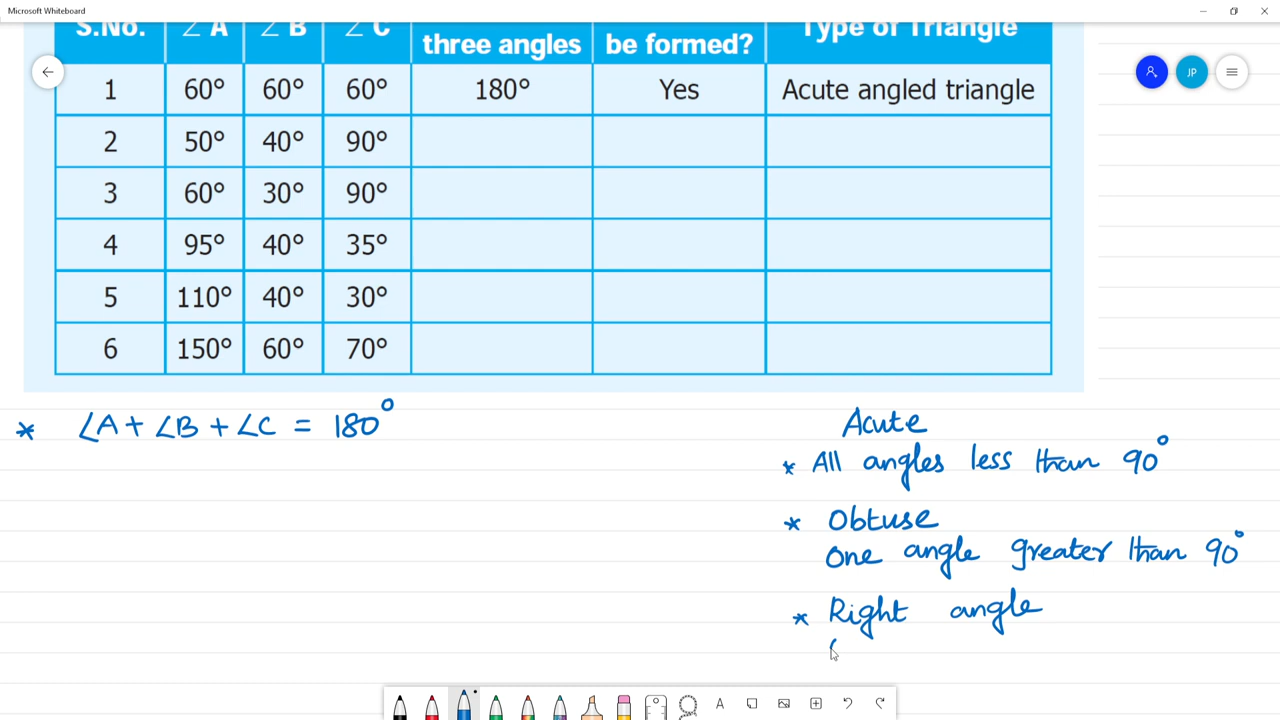 Microsoft Whiteboard
S.No. ∠ A ∠ B ∠ C three angles be formed? Type of Triangle
1 60° 60° 60° 180° Yes Acute angled triangle
2 50° 40° 90°
3 60° 30° 90°
4 95° 40° 35°
5 110° 40° 30°
6 150° 60° 70°
JP
* ∠A + ∠B + ∠C = 180°
Acute
* All angles less than 90°
* Obtuse
One angle greater than 90°
* Right angle
A